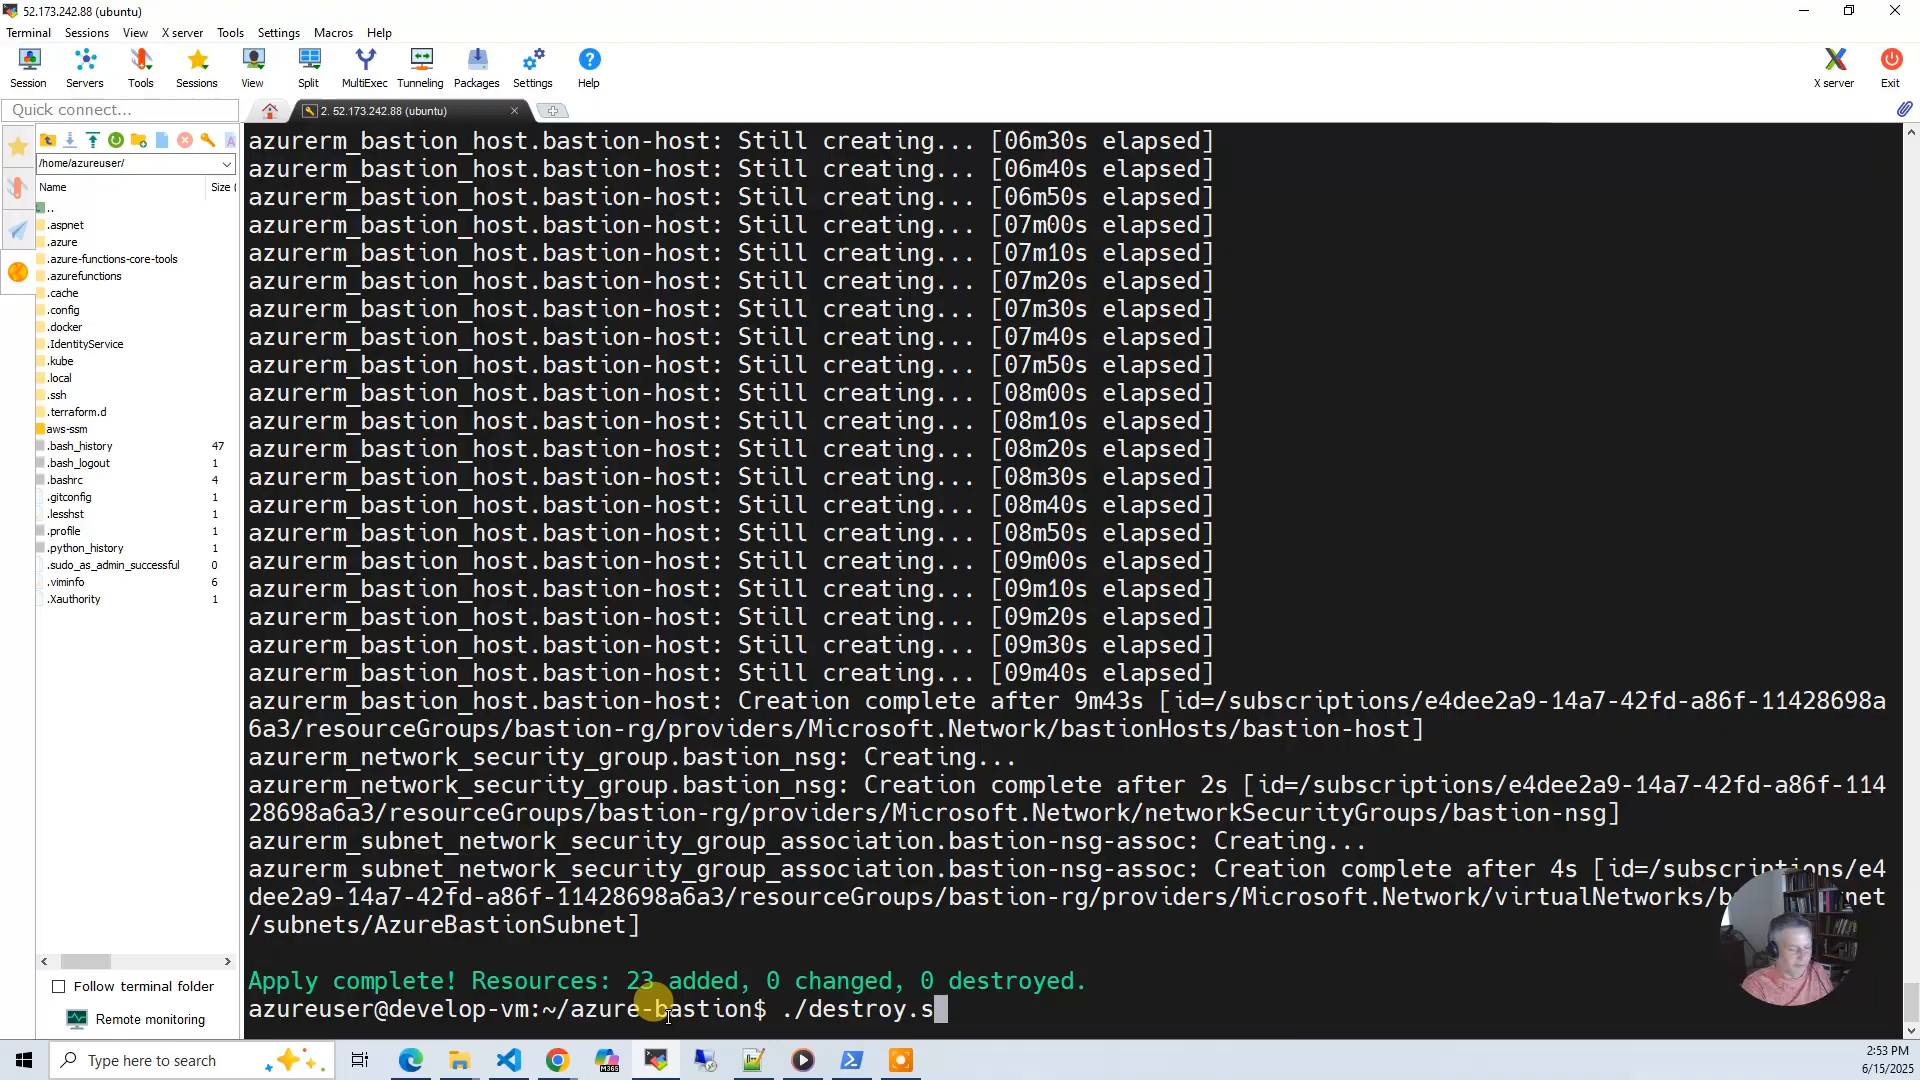 52.173.242.88 (ubuntu)
Terminal Sessions View X server Tools Settings Macros Help
Session Servers Tools Sessions View Split MultiExec Tunneling Packages Settings Help X server Exit
Quick connect...
2. 52.173.242.88 (ubuntu)
/home/azureuser/
Name Size (
..
.aspnet
.azure
.azure-functions-core-tools
.azurefunctions
.cache
.config
.docker
.IdentityService
.kube
.local
.ssh
.terraform.d
aws-ssm
.bash_history 47
.bash_logout 1
.bashrc 4
.gitconfig 1
.lesshst 1
.profile 1
.python_history 1
.sudo_as_admin_successful 0
.viminfo 6
.Xauthority 1
Follow terminal folder
Remote monitoring
azurerm_bastion_host.bastion-host: Still creating... [06m30s elapsed]
azurerm_bastion_host.bastion-host: Still creating... [06m40s elapsed]
azurerm_bastion_host.bastion-host: Still creating... [06m50s elapsed]
azurerm_bastion_host.bastion-host: Still creating... [07m00s elapsed]
azurerm_bastion_host.bastion-host: Still creating... [07m10s elapsed]
azurerm_bastion_host.bastion-host: Still creating... [07m20s elapsed]
azurerm_bastion_host.bastion-host: Still creating... [07m30s elapsed]
azurerm_bastion_host.bastion-host: Still creating... [07m40s elapsed]
azurerm_bastion_host.bastion-host: Still creating... [07m50s elapsed]
azurerm_bastion_host.bastion-host: Still creating... [08m00s elapsed]
azurerm_bastion_host.bastion-host: Still creating... [08m10s elapsed]
azurerm_bastion_host.bastion-host: Still creating... [08m20s elapsed]
azurerm_bastion_host.bastion-host: Still creating... [08m30s elapsed]
azurerm_bastion_host.bastion-host: Still creating... [08m40s elapsed]
azurerm_bastion_host.bastion-host: Still creating... [08m50s elapsed]
azurerm_bastion_host.bastion-host: Still creating... [09m00s elapsed]
azurerm_bastion_host.bastion-host: Still creating... [09m10s elapsed]
azurerm_bastion_host.bastion-host: Still creating... [09m20s elapsed]
azurerm_bastion_host.bastion-host: Still creating... [09m30s elapsed]
azurerm_bastion_host.bastion-host: Still creating... [09m40s elapsed]
azurerm_bastion_host.bastion-host: Creation complete after 9m43s [id=/subscriptions/e4dee2a9-14a7-42fd-a86f-11428698a
6a3/resourceGroups/bastion-rg/providers/Microsoft.Network/bastionHosts/bastion-host]
azurerm_network_security_group.bastion_nsg: Creating...
azurerm_network_security_group.bastion_nsg: Creation complete after 2s [id=/subscriptions/e4dee2a9-14a7-42fd-a86f-114
28698a6a3/resourceGroups/bastion-rg/providers/Microsoft.Network/networkSecurityGroups/bastion-nsg]
azurerm_subnet_network_security_group_association.bastion-nsg-assoc: Creating...
azurerm_subnet_network_security_group_association.bastion-nsg-assoc: Creation complete after 4s [id=/subscriptions/e4
dee2a9-14a7-42fd-a86f-11428698a6a3/resourceGroups/bastion-rg/providers/Microsoft.Network/virtualNetworks/b net
/subnets/AzureBastionSubnet]
Apply complete! Resources: 23 added, 0 changed, 0 destroyed.
azureuser@develop-vm:~/azure-bastion$ ./destroy.s
Type here to search
M365
2:53 PM
6/15/2025